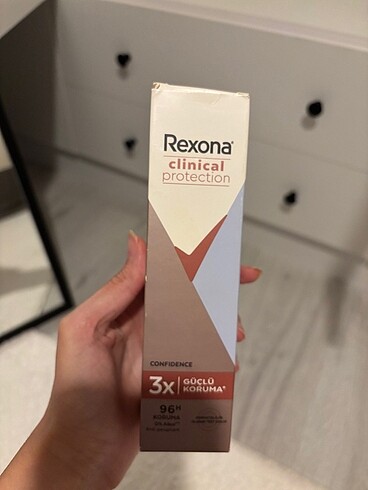 Rexona®
clinical
protection
CONFIDENCE
3x GÜÇLÜ
KORUMA*
96H
KORUMA